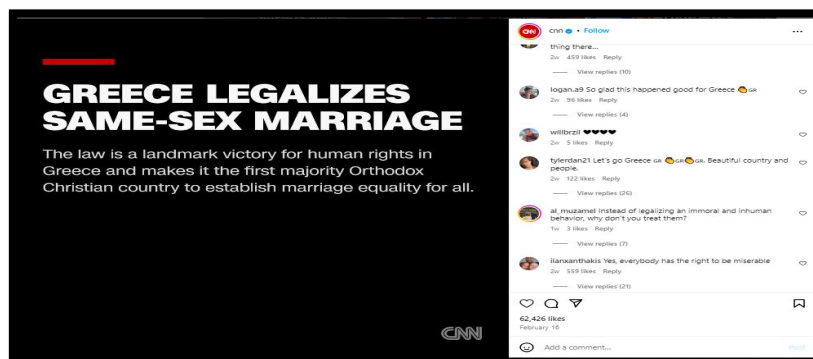 GREECE LEGALIZES
SAME-SEX MARRIAGE
The law is a landmark victory for human rights in
Greece and makes it the first majority Orthodox
Christian country to establish marriage equality for all.
CNN
CNN
cnn • Follow
thing there...
2w 459 likes Reply
View replies (10)
logan.a9 So glad this happened good for Greece 👏 GR
2w 96 likes Reply
View replies (4)
willbrzil ♥♥♥♥
2w 5 likes Reply
tylerdan21 Let's go Greece GR 👏GR👏GR. Beautiful country and
people.
2w 122 likes Reply
View replies (26)
al_muzamel Instead of legalizing an immoral and inhuman
behavior, why don't you treat them?
1w 3 likes Reply
View replies (7)
ilanxanthakis Yes, everybody has the right to be miserable
2w 559 likes Reply
View replies (21)
62,426 likes
February 16
Add a comment...
Post